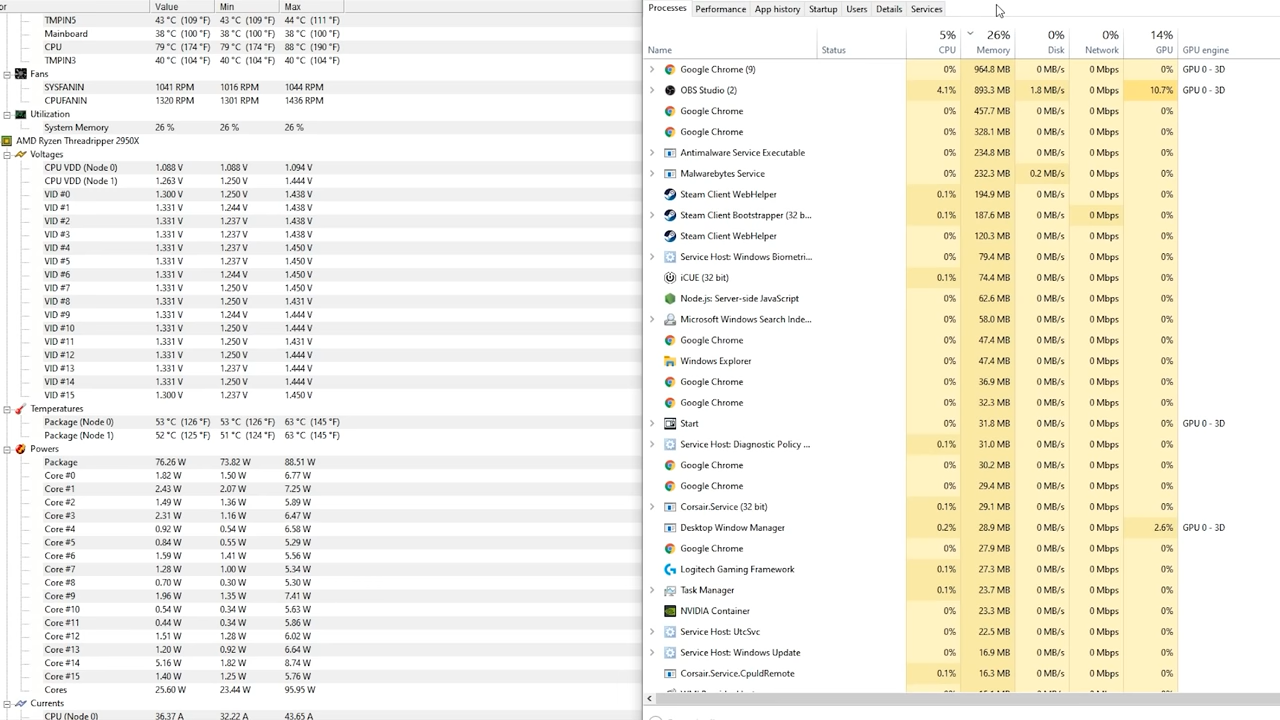 or Value Min Max
TMPIN5 43 °C (109 °F) 43 °C (109 °F) 44 °C (111 °F)
Mainboard 38 °C (100 °F) 38 °C (100 °F) 38 °C (100 °F)
CPU 79 °C (174 °F) 79 °C (174 °F) 88 °C (190 °F)
TMPIN3 40 °C (104 °F) 40 °C (104 °F) 40 °C (104 °F)
Fans
SYSFANIN 1041 RPM 1016 RPM 1044 RPM
CPUFANIN 1320 RPM 1301 RPM 1436 RPM
Utilization
System Memory 26 % 26 % 26 %
AMD Ryzen Threadripper 2950X
Voltages
CPU VDD (Node 0) 1.088 V 1.088 V 1.094 V
CPU VDD (Node 1) 1.263 V 1.250 V 1.444 V
VID #0 1.300 V 1.250 V 1.438 V
VID #1 1.331 V 1.244 V 1.438 V
VID #2 1.331 V 1.237 V 1.438 V
VID #3 1.331 V 1.237 V 1.438 V
VID #4 1.331 V 1.237 V 1.450 V
VID #5 1.331 V 1.237 V 1.450 V
VID #6 1.331 V 1.244 V 1.450 V
VID #7 1.331 V 1.237 V 1.450 V
VID #8 1.331 V 1.250 V 1.431 V
VID #9 1.331 V 1.237 V 1.444 V
VID #10 1.331 V 1.250 V 1.444 V
VID #11 1.331 V 1.250 V 1.431 V
VID #12 1.331 V 1.250 V 1.444 V
VID #13 1.331 V 1.237 V 1.444 V
VID #14 1.331 V 1.250 V 1.444 V
VID #15 1.300 V 1.237 V 1.450 V
Temperatures
Package (Node 0) 53 °C (126 °F) 53 °C (126 °F) 63 °C (145 °F)
Package (Node 1) 52 °C (125 °F) 51 °C (124 °F) 63 °C (145 °F)
Powers
Package 76.26 W 73.82 W 88.51 W
Core #0 1.82 W 1.50 W 6.77 W
Core #1 2.43 W 2.07 W 7.25 W
Core #2 1.49 W 1.36 W 5.89 W
Core #3 2.31 W 1.16 W 6.47 W
Core #4 0.92 W 0.54 W 6.58 W
Core #5 0.84 W 0.55 W 5.29 W
Core #6 1.59 W 1.41 W 5.56 W
Core #7 1.28 W 1.00 W 5.34 W
Core #8 0.70 W 0.30 W 5.30 W
Core #9 1.96 W 1.35 W 7.41 W
Core #10 0.54 W 0.34 W 5.63 W
Core #11 0.44 W 0.34 W 5.86 W
Core #12 1.51 W 1.28 W 6.02 W
Core #13 1.20 W 0.92 W 6.64 W
Core #14 5.16 W 1.82 W 8.74 W
Core #15 1.40 W 1.25 W 5.76 W
Cores 25.60 W 23.44 W 95.95 W
Currents
CPU (Node 0) 36.37 A 32.22 A 43.65 A
Processes Performance App history Startup Users Details Services
5% 26% 0% 0% 14%
Name Status CPU Memory Disk Network GPU GPU engine
Google Chrome (9) 0% 964.8 MB 0 MB/s 0 Mbps 0% GPU 0 - 3D
OBS Studio (2) 4.1% 893.3 MB 1.8 MB/s 0 Mbps 10.7% GPU 0 - 3D
Google Chrome 0% 457.7 MB 0 MB/s 0 Mbps 0%
Google Chrome 0% 328.1 MB 0 MB/s 0 Mbps 0%
Antimalware Service Executable 0% 234.8 MB 0 MB/s 0 Mbps 0%
Malwarebytes Service 0% 232.3 MB 0.2 MB/s 0 Mbps 0%
Steam Client WebHelper 0.1% 194.9 MB 0 MB/s 0 Mbps 0%
Steam Client Bootstrapper (32 b... 0.1% 187.6 MB 0 MB/s 0 Mbps 0%
Steam Client WebHelper 0% 120.3 MB 0 MB/s 0 Mbps 0%
Service Host: Windows Biometri... 0% 79.4 MB 0 MB/s 0 Mbps 0%
iCUE (32 bit) 0.1% 74.4 MB 0 MB/s 0 Mbps 0%
Node.js: Server-side JavaScript 0% 62.6 MB 0 MB/s 0 Mbps 0%
Microsoft Windows Search Inde... 0% 58.0 MB 0 MB/s 0 Mbps 0%
Google Chrome 0% 47.4 MB 0 MB/s 0 Mbps 0%
Windows Explorer 0% 47.4 MB 0 MB/s 0 Mbps 0%
Google Chrome 0% 36.9 MB 0 MB/s 0 Mbps 0%
Google Chrome 0% 32.3 MB 0 MB/s 0 Mbps 0%
Start 0% 31.8 MB 0 MB/s 0 Mbps 0% GPU 0 - 3D
Service Host: Diagnostic Policy ... 0.1% 31.0 MB 0 MB/s 0 Mbps 0%
Google Chrome 0% 30.2 MB 0 MB/s 0 Mbps 0%
Google Chrome 0% 29.4 MB 0 MB/s 0 Mbps 0%
Corsair.Service (32 bit) 0.1% 29.1 MB 0 MB/s 0 Mbps 0%
Desktop Window Manager 0.2% 28.9 MB 0 MB/s 0 Mbps 2.6% GPU 0 - 3D
Google Chrome 0% 27.9 MB 0 MB/s 0 Mbps 0%
Logitech Gaming Framework 0.1% 27.3 MB 0 MB/s 0 Mbps 0%
Task Manager 0.1% 23.7 MB 0 MB/s 0 Mbps 0%
NVIDIA Container 0% 23.3 MB 0 MB/s 0 Mbps 0%
Service Host: UtcSvc 0% 22.5 MB 0 MB/s 0 Mbps 0%
Service Host: Windows Update 0% 16.9 MB 0 MB/s 0 Mbps 0%
Corsair.Service.CpuIdRemote 0.1% 16.3 MB 0 MB/s 0 Mbps 0%